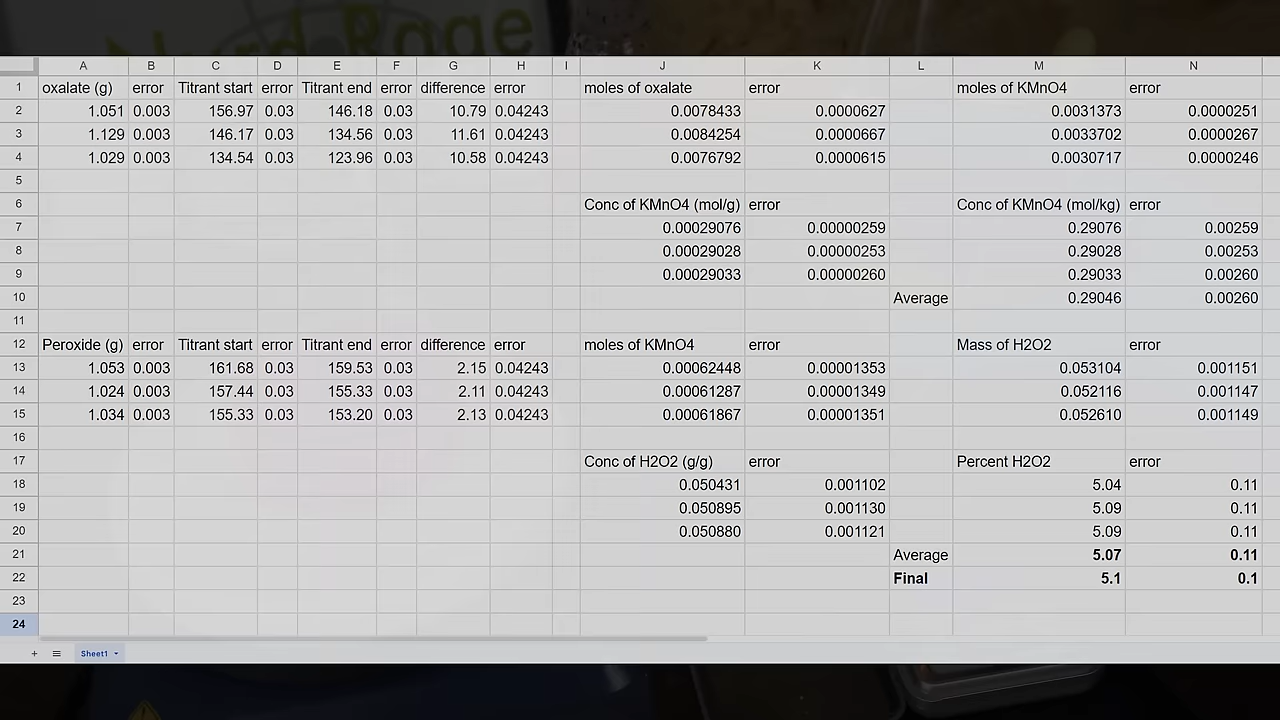 Nurd Rage
A B C D E F G H I J K L M N
1 oxalate (g) error Titrant start error Titrant end error difference error moles of oxalate error moles of KMnO4 error
2 1.051 0.003 156.97 0.03 146.18 0.03 10.79 0.04243 0.0078433 0.0000627 0.0031373 0.0000251
3 1.129 0.003 146.17 0.03 134.56 0.03 11.61 0.04243 0.0084254 0.0000667 0.0033702 0.0000267
4 1.029 0.003 134.54 0.03 123.96 0.03 10.58 0.04243 0.0076792 0.0000615 0.0030717 0.0000246
5
6 Conc of KMnO4 (mol/g) error Conc of KMnO4 (mol/kg) error
7 0.00029076 0.00000259 0.29076 0.00259
8 0.00029028 0.00000253 0.29028 0.00253
9 0.00029033 0.00000260 0.29033 0.00260
10 Average 0.29046 0.00260
11
12 Peroxide (g) error Titrant start error Titrant end error difference error moles of KMnO4 error Mass of H2O2 error
13 1.053 0.003 161.68 0.03 159.53 0.03 2.15 0.04243 0.00062448 0.00001353 0.053104 0.001151
14 1.024 0.003 157.44 0.03 155.33 0.03 2.11 0.04243 0.00061287 0.00001349 0.052116 0.001147
15 1.034 0.003 155.33 0.03 153.20 0.03 2.13 0.04243 0.00061867 0.00001351 0.052610 0.001149
16
17 Conc of H2O2 (g/g) error Percent H2O2 error
18 0.050431 0.001102 5.04 0.11
19 0.050895 0.001130 5.09 0.11
20 0.050880 0.001121 5.09 0.11
21 Average 5.07 0.11
22 Final 5.1 0.1
23
24
+ Sheet1